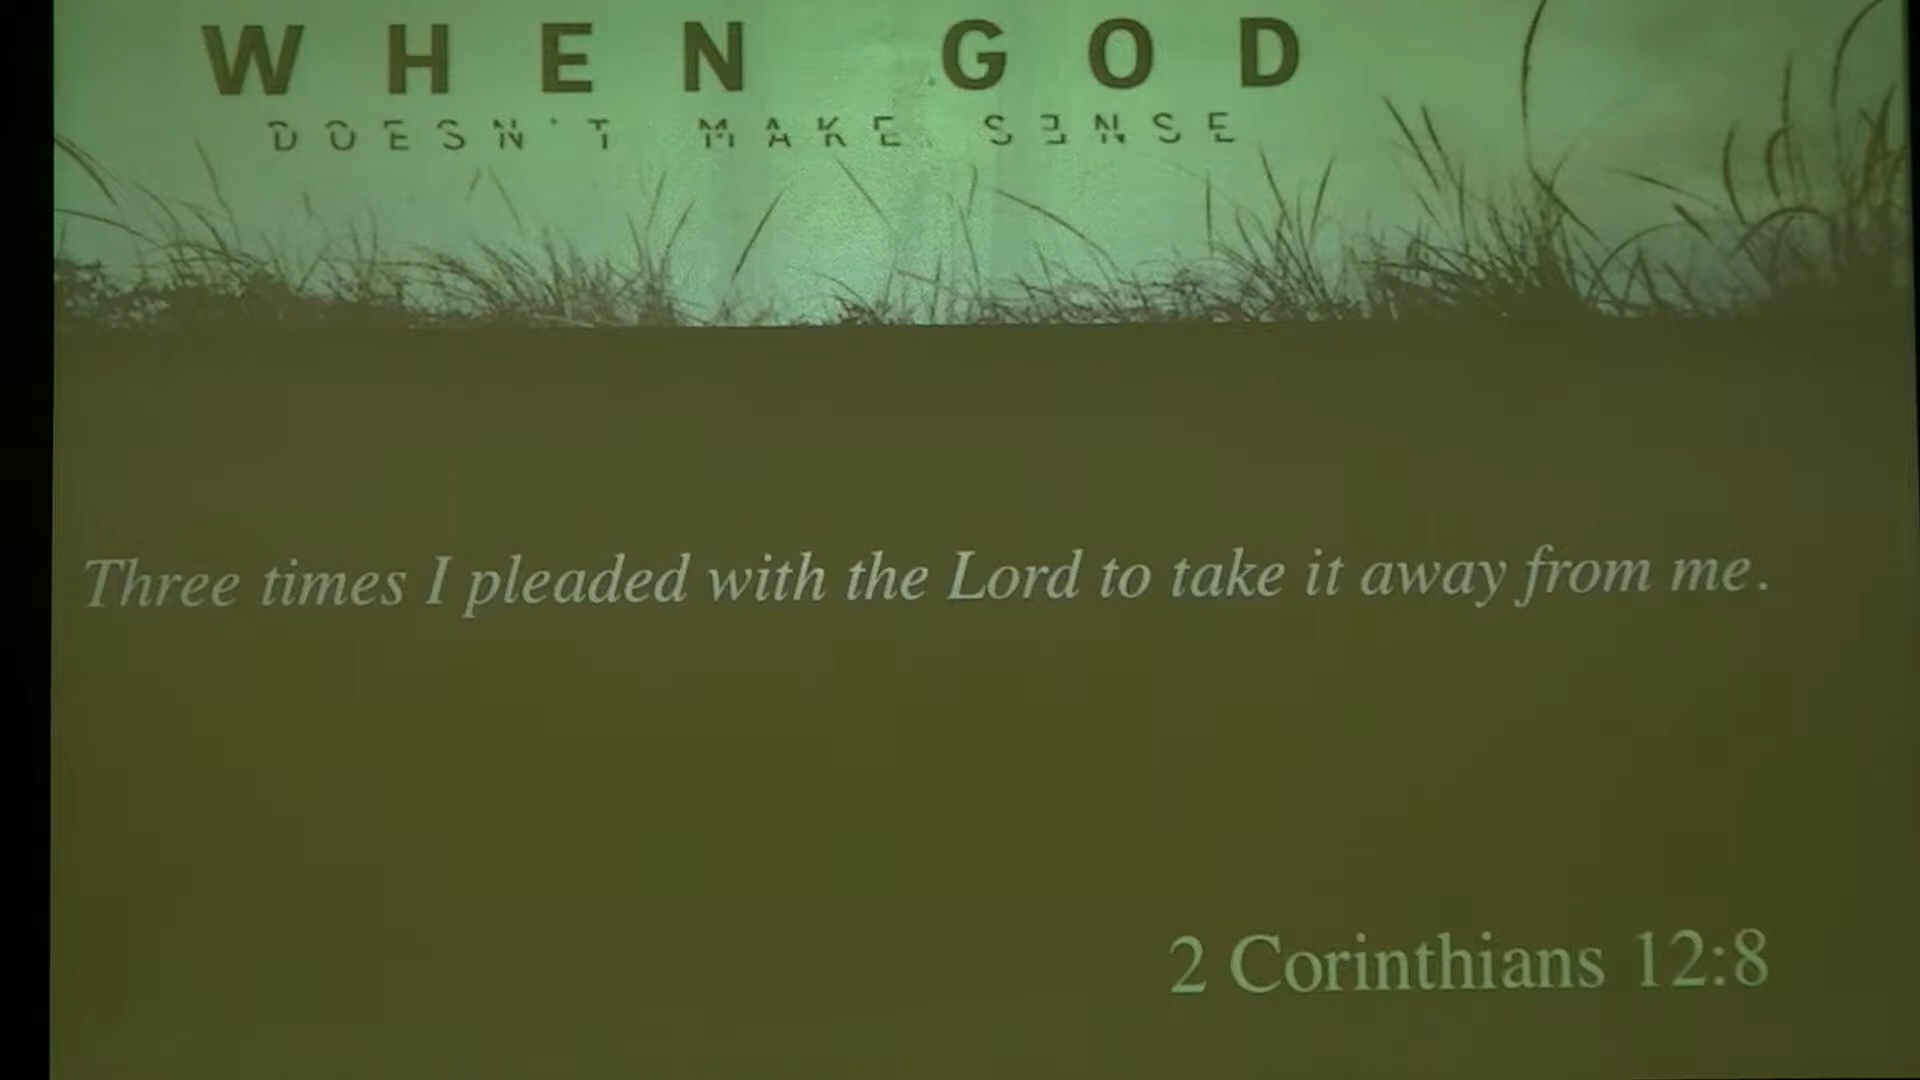 WHEN GOD
DOESN'T MAKE SENSE
Three times I pleaded with the Lord to take it away from me.
2 Corinthians 12:8